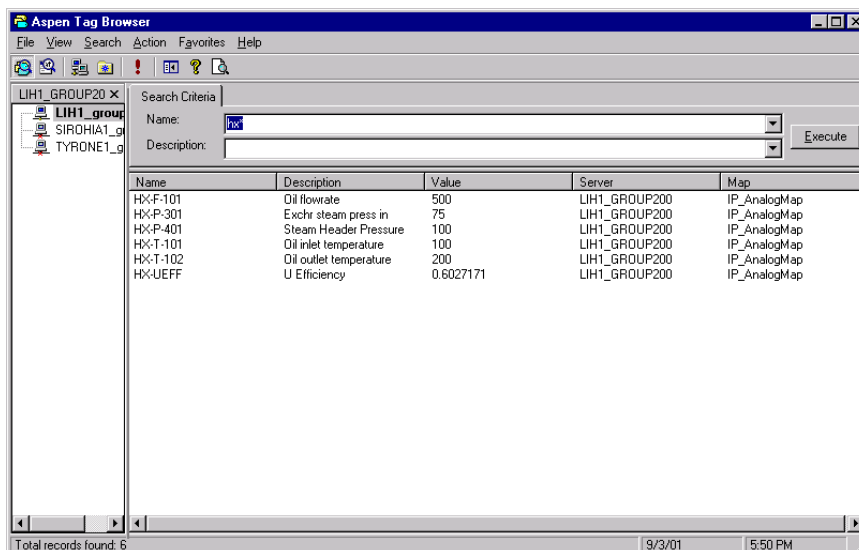 Aspen Tag Browser
File View Search Action Favorites Help
LIH1_GROUP20
LIH1_group
SIROHIA1_g
TYRONE1_g
Search Criteria
Name: hx*
Description:
Execute
Name Description Value Server Map
HX-F-101 Oil flowrate 500 LIH1_GROUP200 IP_AnalogMap
HX-P-301 Exchr steam press in 75 LIH1_GROUP200 IP_AnalogMap
HX-P-401 Steam Header Pressure 100 LIH1_GROUP200 IP_AnalogMap
HX-T-101 Oil inlet temperature 100 LIH1_GROUP200 IP_AnalogMap
HX-T-102 Oil outlet temperature 200 LIH1_GROUP200 IP_AnalogMap
HX-UEFF U Efficiency 0.6027171 LIH1_GROUP200 IP_AnalogMap
Total records found: 6 9/3/01 5:50 PM